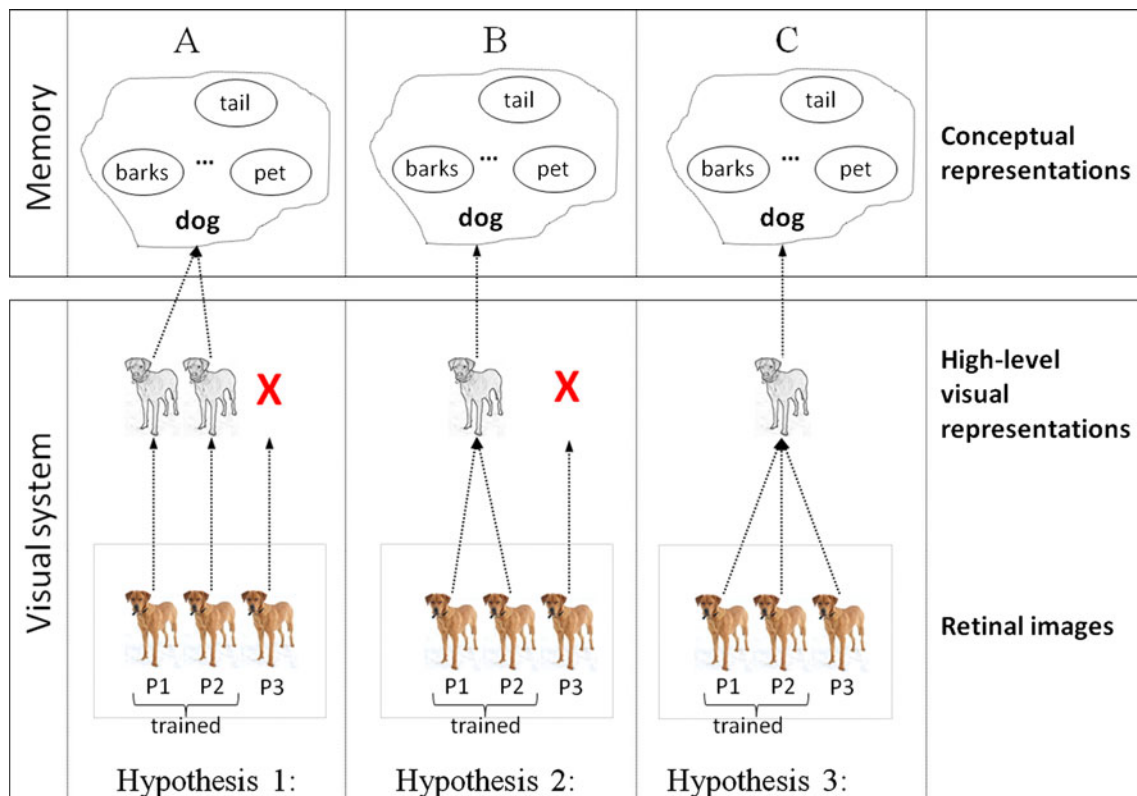 A B C
Memory
tail tail tail
barks ... pet barks ... pet barks ... pet
dog dog dog
Conceptual
representations
Visual system
X X
High-level
visual
representations
Retinal images
P1 P2 P3 P1 P2 P3 P1 P2 P3
trained trained trained
Hypothesis 1: Hypothesis 2: Hypothesis 3: